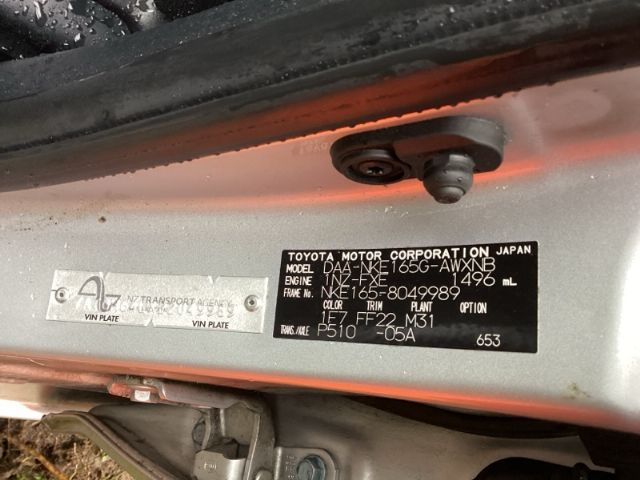 TOYOTA MOTOR CORPORATION JAPAN
MODEL DAA-NKE165G-AWXNB
ENGINE 1NZ-FXE 1496 mL
FRAME No. NKE165-8049989
COLOR TRIM PLANT OPTION
1F7 FF22 M31
TRANS./AXLE P510 -05A
653
NZ TRANSPORT AGENCY
VIN PLATE VIN PLATE